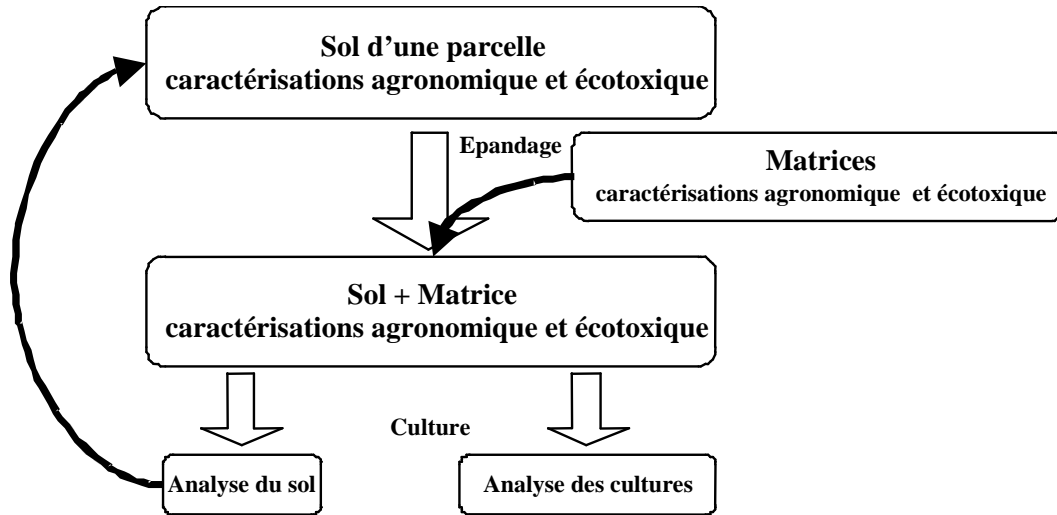 Sol d'une parcelle
caractérisations agronomique et écotoxique
Epandage
Matrices
caractérisations agronomique et écotoxique
Sol + Matrice
caractérisations agronomique et écotoxique
Culture
Analyse du sol
Analyse des cultures